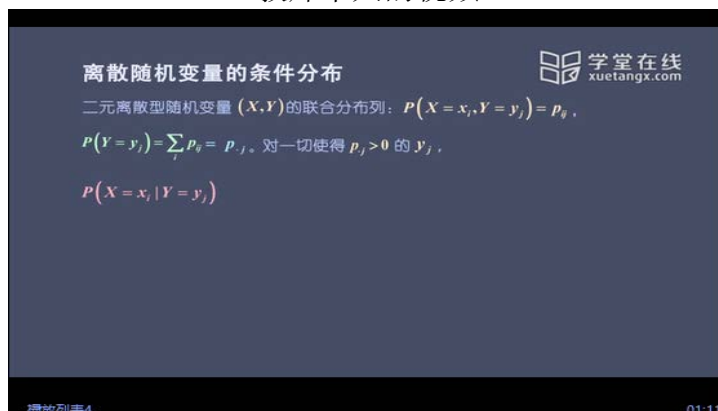 离散随机变量的条件分布
学堂在线
xuetangx.com
二元离散型随机变量 (X,Y)的联合分布列：P(X = x_i,Y = y_j)= p_ij ,
P(Y = y_j)=∑_i p_ij = p_·j。对一切使得 p_·j>0 的 y_j ,
P(X = x_i | Y = y_j)